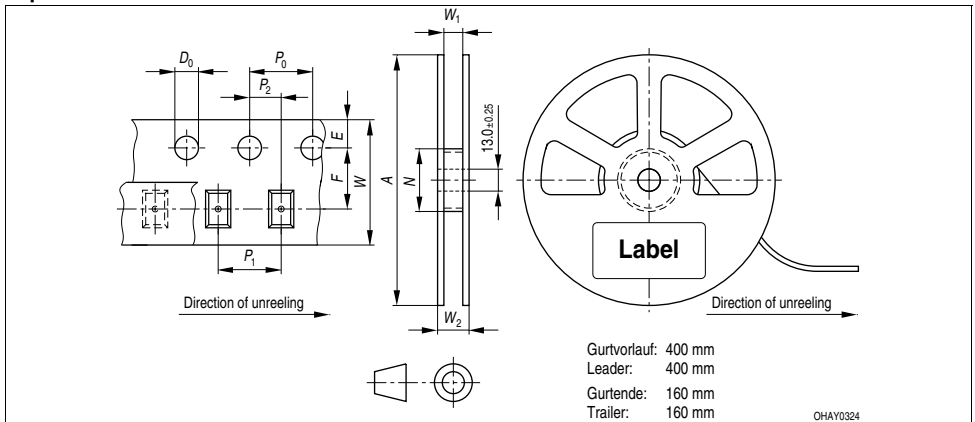 W1
D0
P0
P2
E
F
W
A
N
13.0±0.25
P1
W2
Label
Direction of unreeling
Direction of unreeling
Gurtvorlauf: 400 mm
Leader: 400 mm
Gurtende: 160 mm
Trailer: 160 mm
OHAY0324